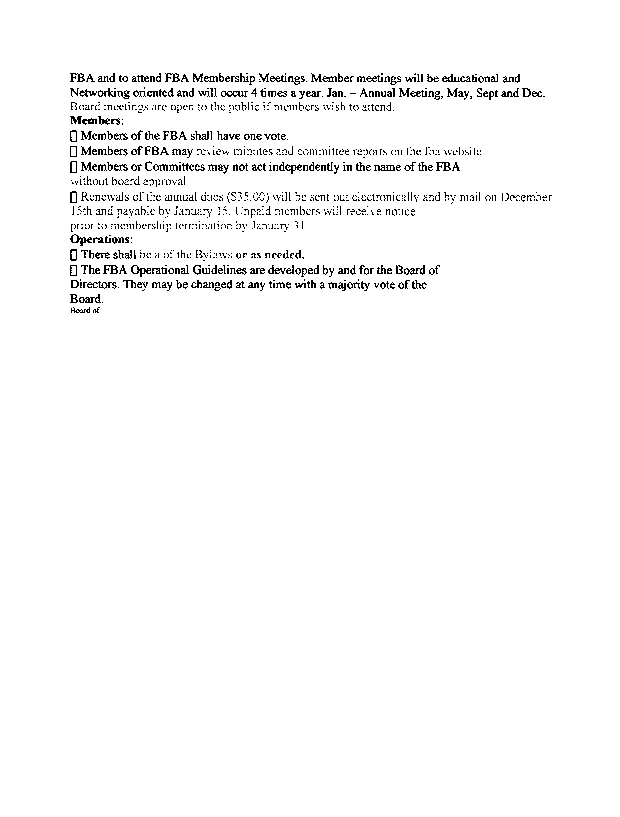 FBA and to attend FBA Membership Meetings. Member meetings will be educational and
Networking oriented and will occur 4 times a year. Jan. – Annual Meeting, May, Sept and Dec.
Board meetings are open to the public if members wish to attend.
Members:
▯ Members of the FBA shall have one vote.
▯ Members of FBA may review minutes and committee reports on the fba website
▯ Members or Committees may not act independently in the name of the FBA
without board approval
▯ Renewals of the annual dues ($35.00) will be sent out electronically and by mail on December
15th and payable by January 15. Unpaid members will receive notice
prior to membership termination by January 31
Operations:
▯ There shall be a of the Bylaws or as needed.
▯ The FBA Operational Guidelines are developed by and for the Board of
Directors. They may be changed at any time with a majority vote of the
Board.
Board of